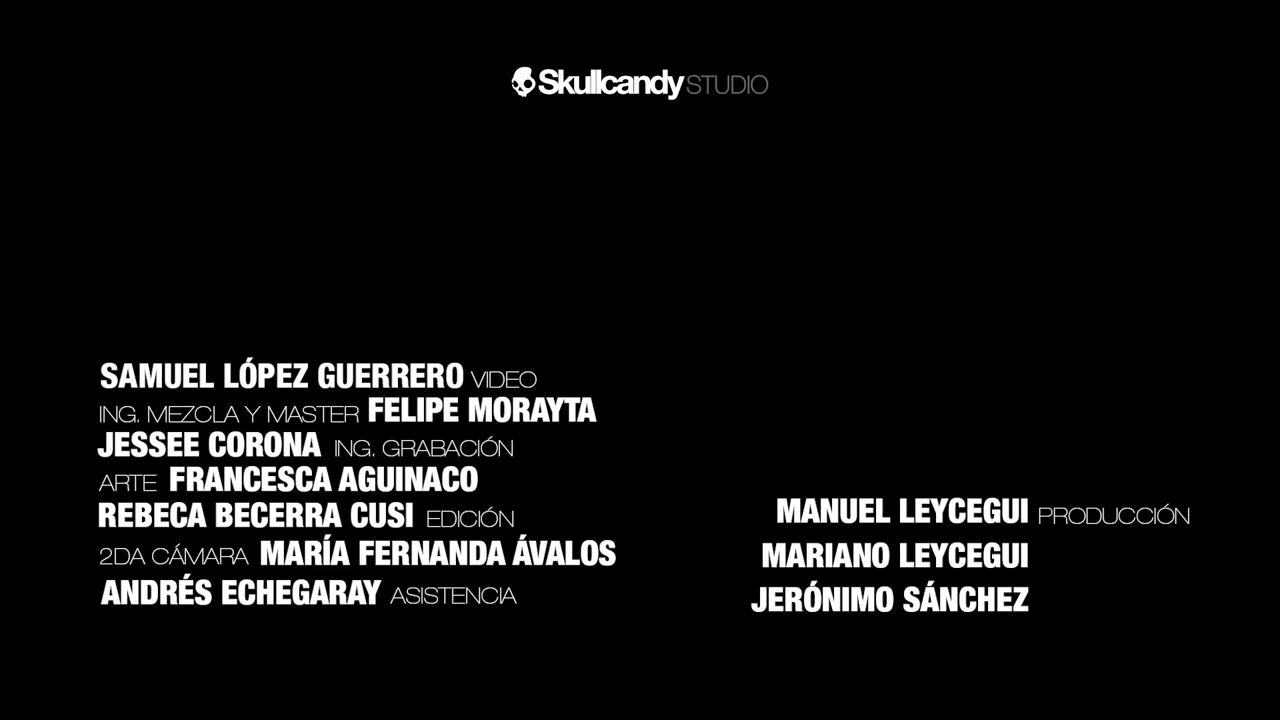 Skullcandy STUDIO
SAMUEL LÓPEZ GUERRERO VIDEO
ING. MEZCLA Y MASTER FELIPE MORAYTA
JESSEE CORONA ING. GRABACIÓN
ARTE FRANCESCA AGUINACO
REBECA BECERRA CUSI EDICIÓN
2DA CÁMARA MARÍA FERNANDA ÁVALOS
ANDRÉS ECHEGARAY ASISTENCIA
MANUEL LEYCEGUI PRODUCCIÓN
MARIANO LEYCEGUI
JERÓNIMO SÁNCHEZ